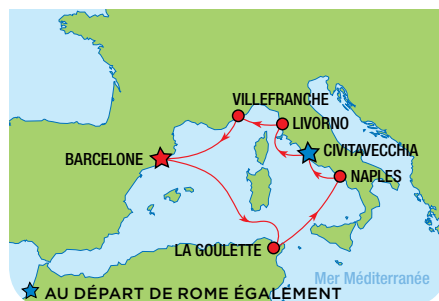 VILLEFRANCHE
LIVORNO
BARCELONE
CIVITAVECCHIA
NAPLES
LA GOULETTE
Mer Méditerranée
AU DÉPART DE ROME ÉGALEMENT